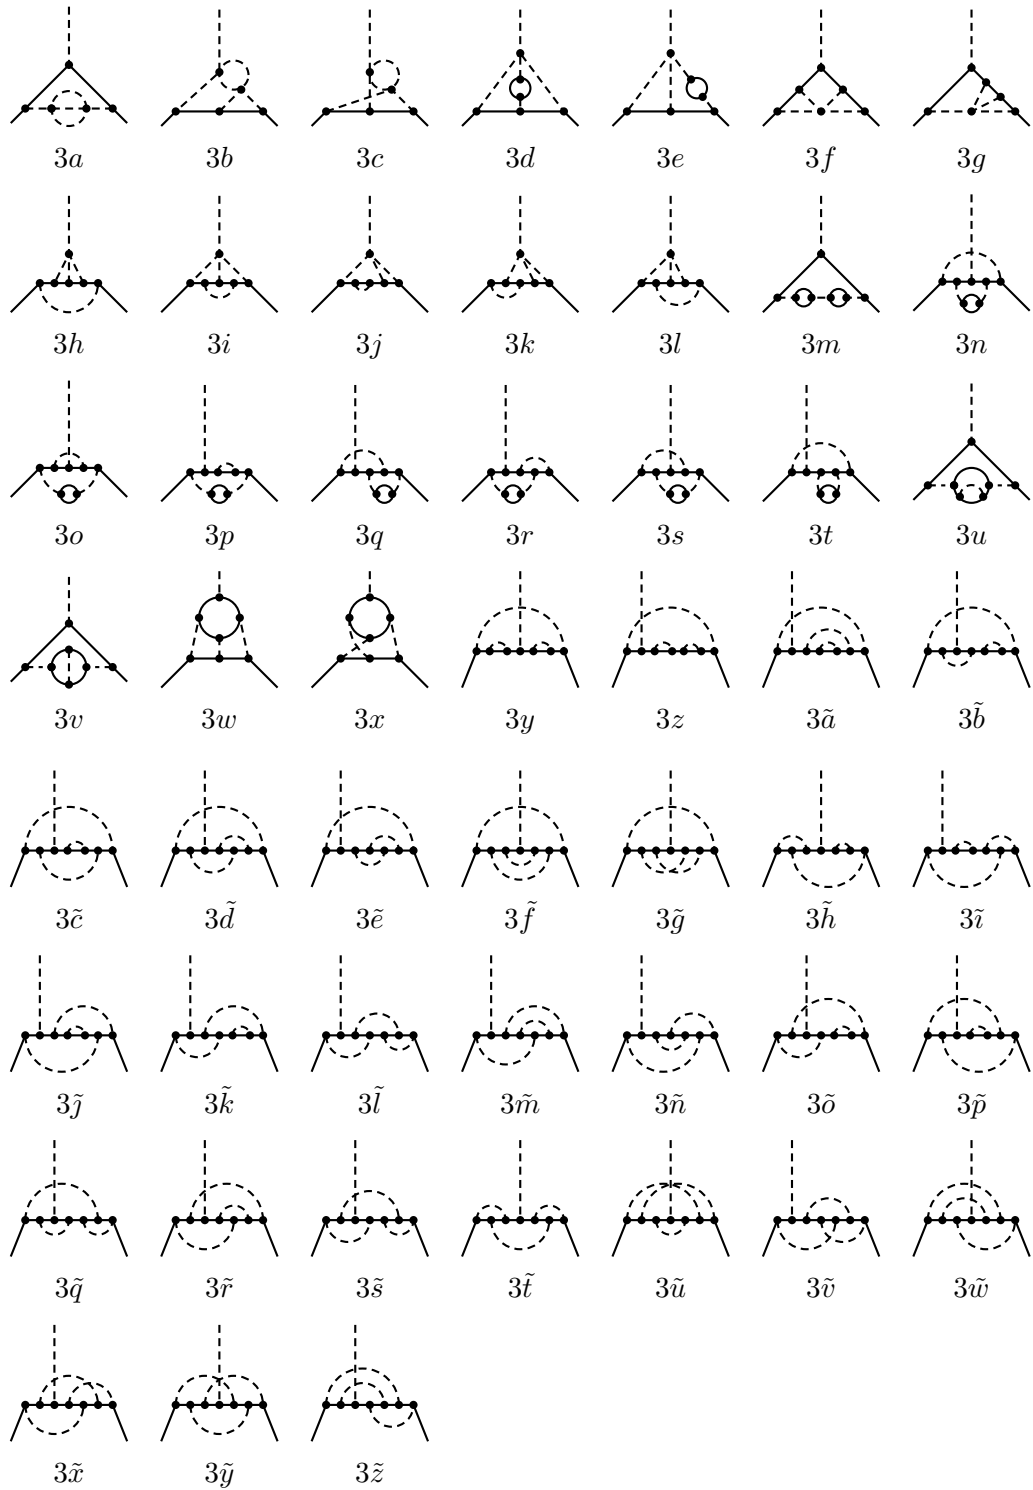 3a 3b 3c 3d 3e 3f 3g
3h 3i 3j 3k 3l 3m 3n
3o 3p 3q 3r 3s 3t 3u
3v 3w 3x 3y 3z 3ã 3b̃
3c̃ 3d̃ 3ẽ 3f̃ 3g̃ 3h̃ 3ĩ
3j̃ 3k̃ 3l̃ 3m̃ 3ñ 3õ 3p̃
3q̃ 3r̃ 3s̃ 3t̃ 3ũ 3ṽ 3w̃
3x̃ 3ỹ 3z̃